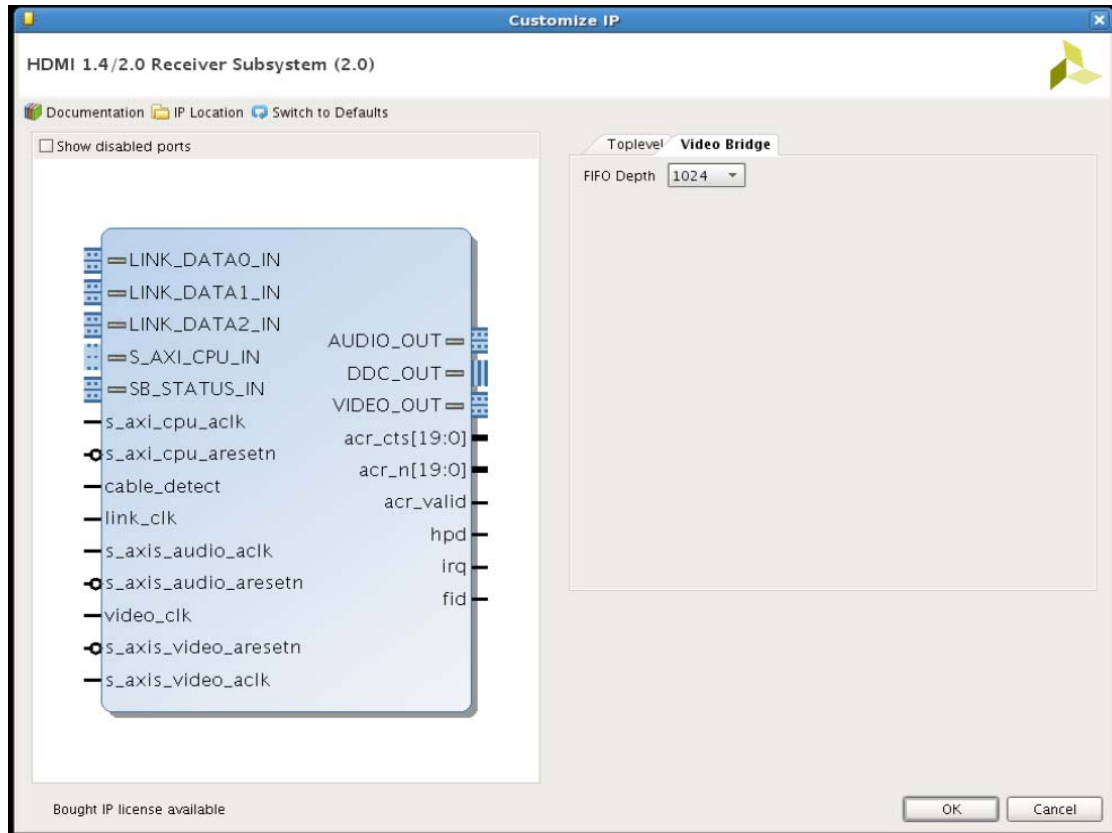 Customize IP
HDMI 1.4/2.0 Receiver Subsystem (2.0)
Documentation IP Location Switch to Defaults
Show disabled ports
LINK_DATA0_IN
LINK_DATA1_IN
LINK_DATA2_IN
S_AXI_CPU_IN
SB_STATUS_IN
s_axi_cpu_aclk
s_axi_cpu_aresetn
cable_detect
link_clk
s_axis_audio_aclk
s_axis_audio_aresetn
video_clk
s_axis_video_aresetn
s_axis_video_aclk
AUDIO_OUT
DDC_OUT
VIDEO_OUT
acr_cts[19:0]
acr_n[19:0]
acr_valid
hpd
irq
fid
Toplevel Video Bridge
FIFO Depth 1024
Bought IP license available
OK Cancel